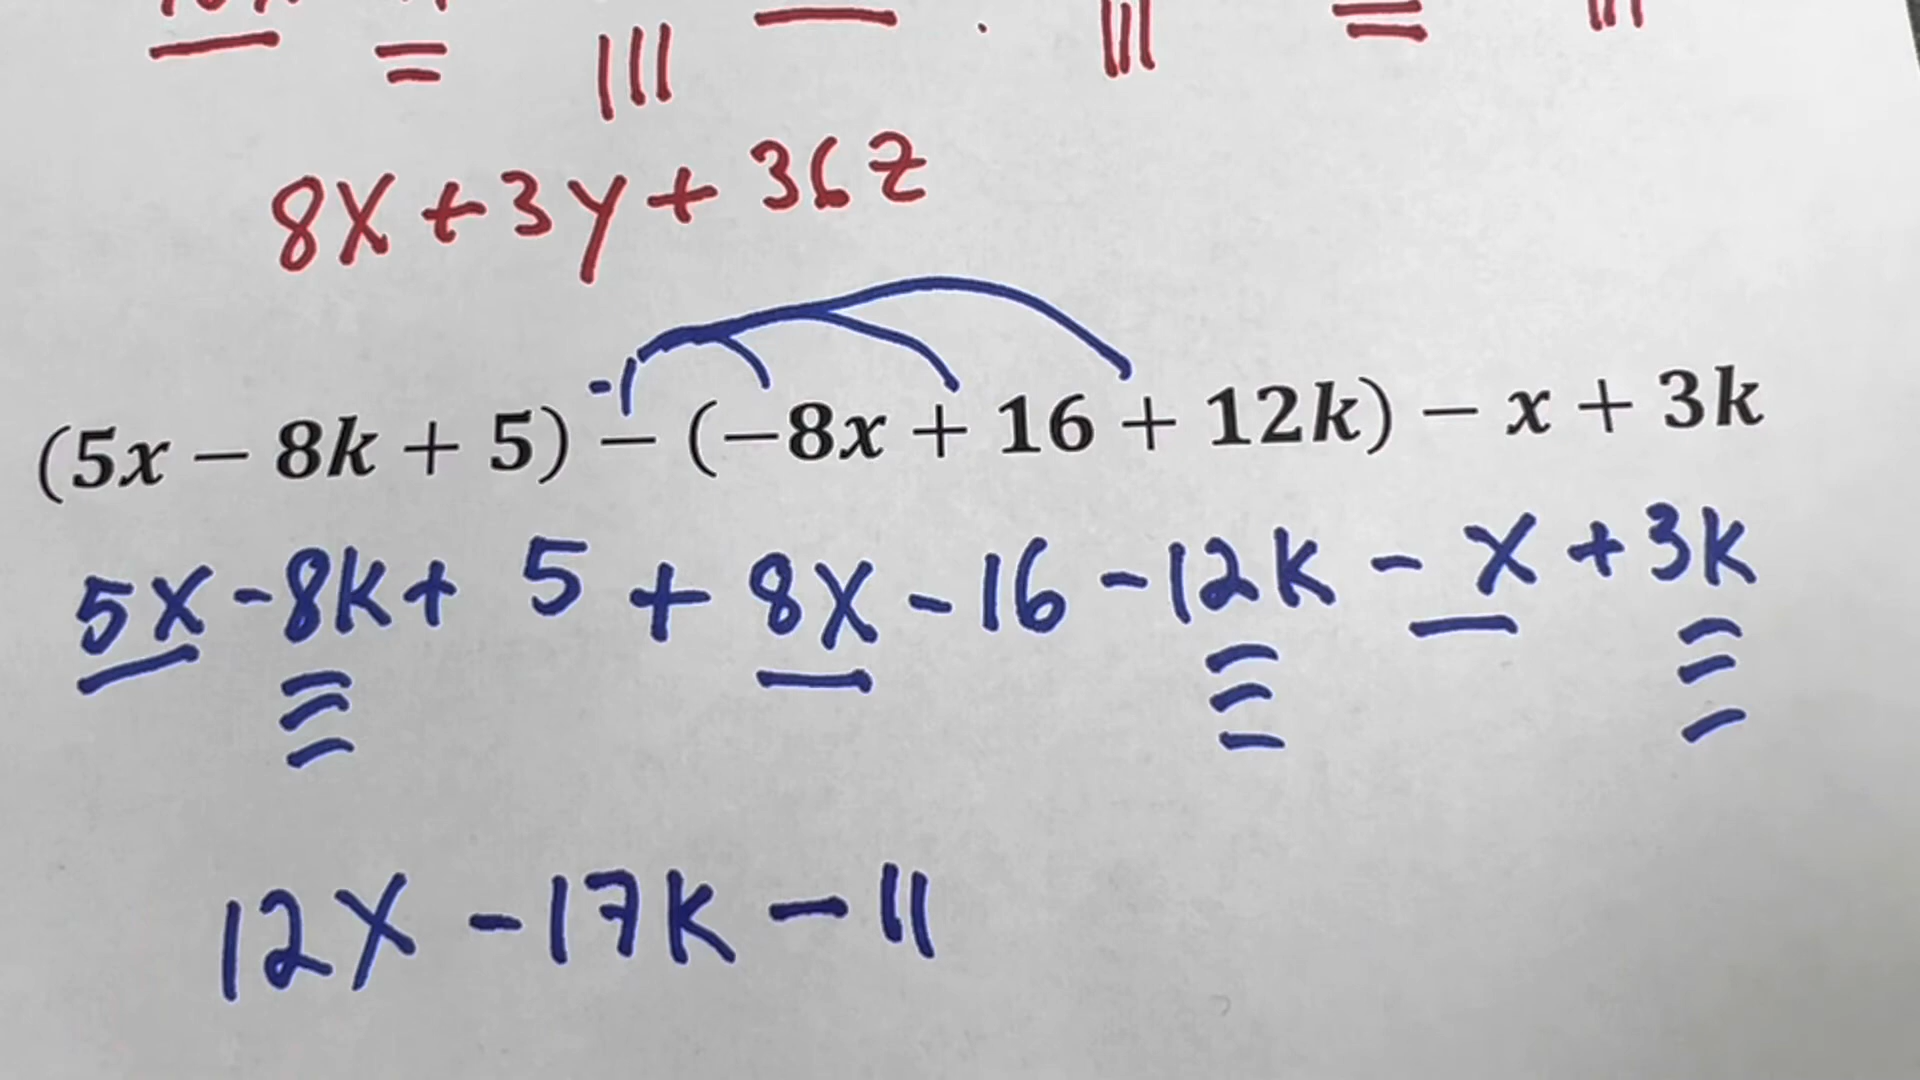 8X + 3y + 36z
-1
(5x − 8k + 5) − (−8x + 16 + 12k) − x + 3k
5X - 8K + 5 + 8X - 16 - 12K - X + 3K
12X - 17K - 11